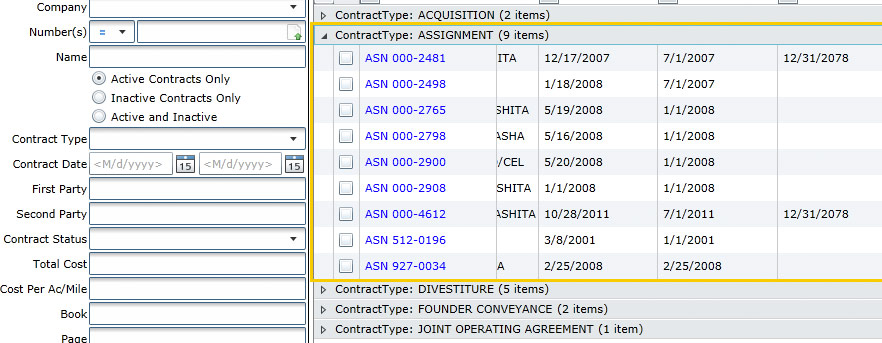 Company
Number(s) =
Name
Active Contracts Only
Inactive Contracts Only
Active and Inactive
Contract Type
Contract Date <M/d/yyyy> 15 <M/d/yyyy> 15
First Party
Second Party
Contract Status
Total Cost
Cost Per Ac/Mile
Book
Page
ContractType: ACQUISITION (2 items)
ContractType: ASSIGNMENT (9 items)
ASN 000-2481 ITA 12/17/2007 7/1/2007 12/31/2078
ASN 000-2498 1/18/2008 7/1/2007
ASN 000-2765 SHITA 5/19/2008 1/1/2008
ASN 000-2798 ASHA 5/16/2008 1/1/2008
ASN 000-2900 /CEL 5/20/2008 1/1/2008
ASN 000-2908 SHITA 1/1/2008 1/1/2008
ASN 000-4612 ASHITA 10/28/2011 7/1/2011 12/31/2078
ASN 512-0196 3/8/2001 1/1/2001
ASN 927-0034 A 2/25/2008 2/25/2008
ContractType: DIVESTITURE (5 items)
ContractType: FOUNDER CONVEYANCE (2 items)
ContractType: JOINT OPERATING AGREEMENT (1 item)